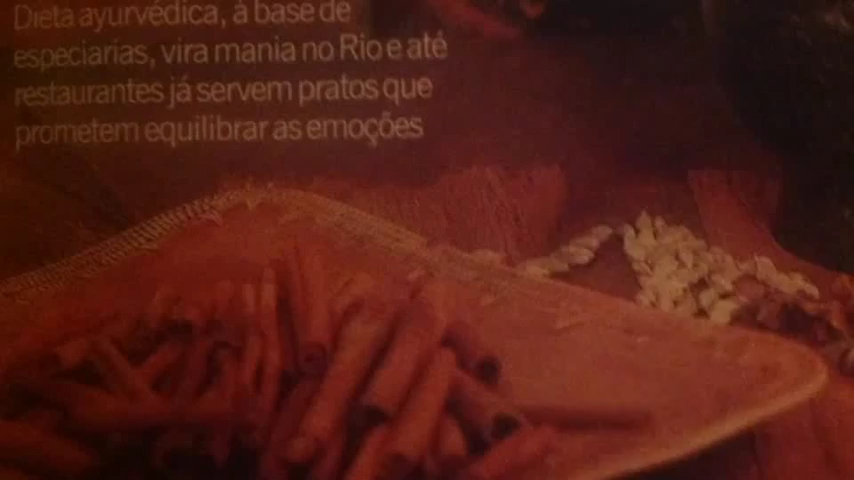 Dieta ayurvédica, à base de
especiarias, vira mania no Rio e até
restaurantes já servem pratos que
prometem equilibrar as emoções